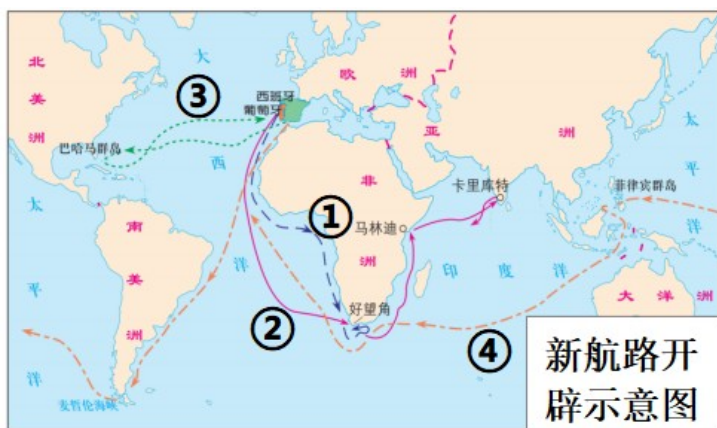 北
美
洲
大
西
洋
③
西班牙
葡萄牙
巴哈马群岛
欧 洲
亚
洲
太
平
洋
菲律宾群岛
卡里库特
非
洲
①
马林迪
太
平
洋
南
美
洲
印 度 洋
大 洋 洲
好望角
②
④
麦哲伦海峡
新航路开
辟示意图